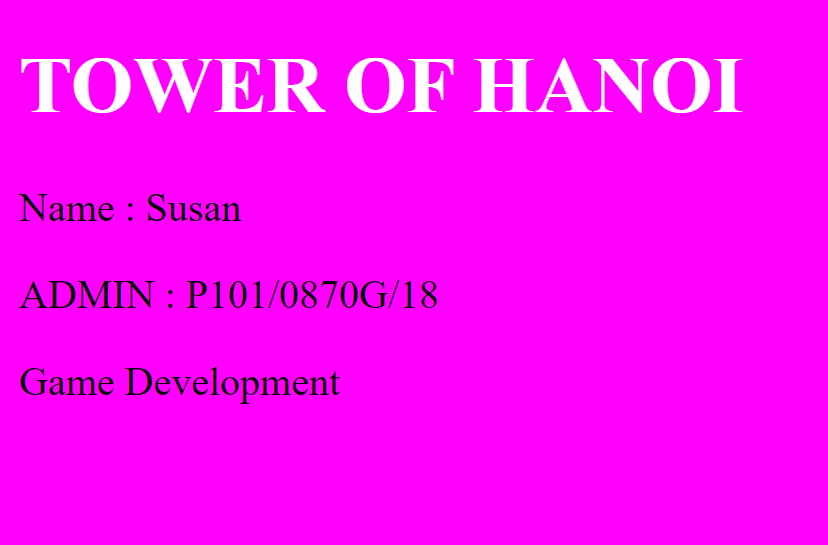 TOWER OF HANOI
Name : Susan
ADMIN : P101/0870G/18
Game Development